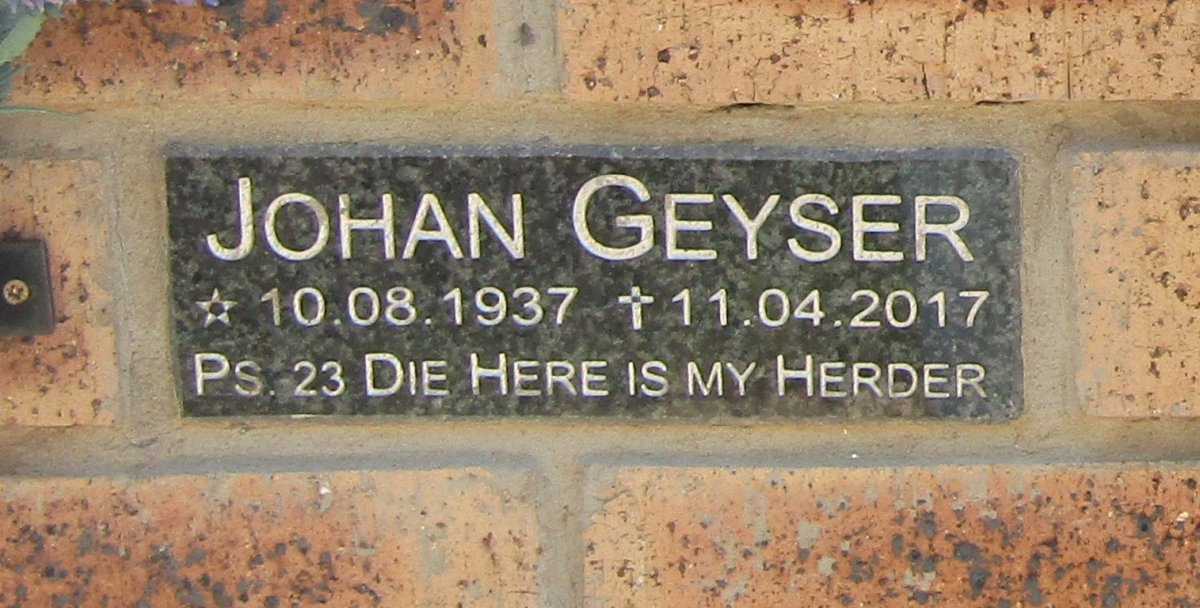 JOHAN GEYSER
☆ 10.08.1937 ✝ 11.04.2017
PS. 23 DIE HERE IS MY HERDER.